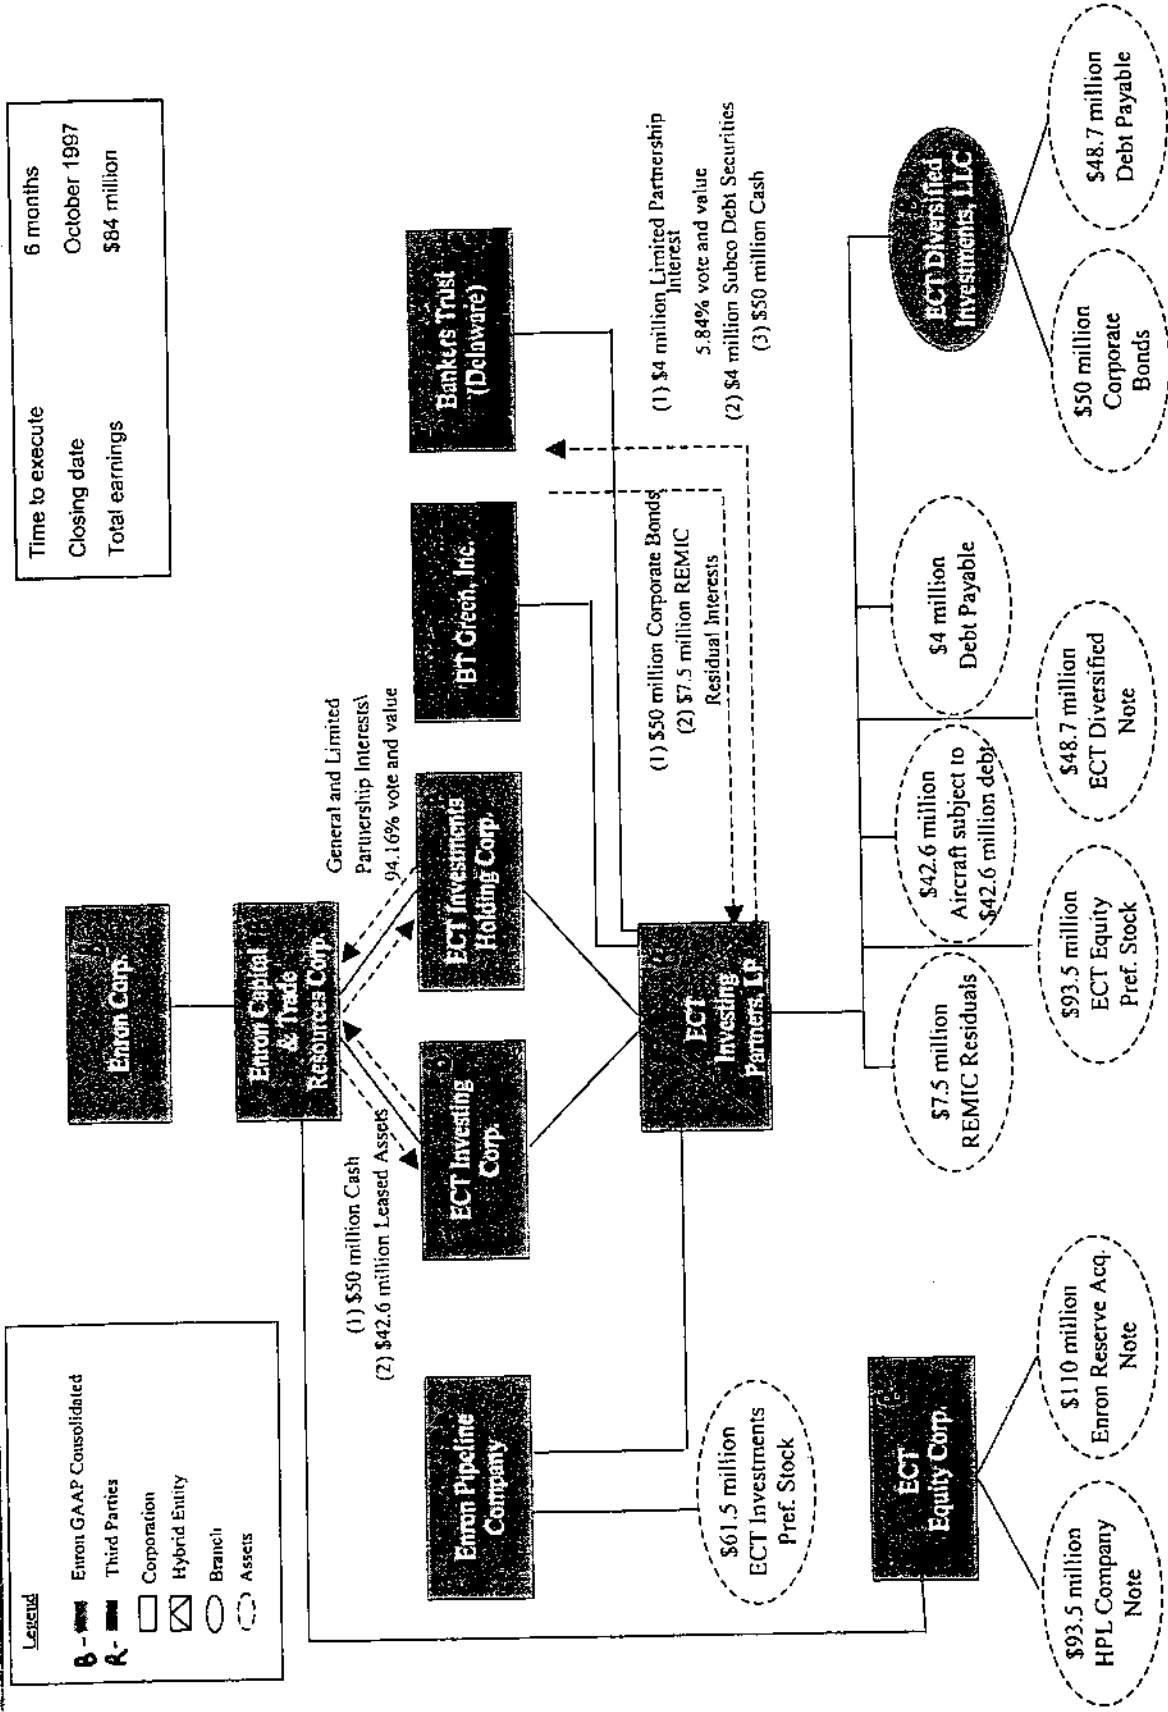 Legend
B - Enron GAAP Consolidated
R - Third Parties
Corporation
Hybrid Entity
Branch
Assets
Time to execute 6 months
Closing date October 1997
Total earnings $84 million
Enron Corp.
Enron Capital
& Trade
Resources Corp.
General and Limited
Partnership Interests\
94.16% vote and value
(1) $50 million Cash
(2) $42.6 million Leased Assets
Enron Pipeline
Company
ECT Investing
Corp.
ECT Investments
Holding Corp.
BT Green, Inc.
Bankers Trust
(Delaware)
$61.5 million
ECT Investments
Pref. Stock
ECT
Investing
Partners, LP
(1) $50 million Corporate Bonds
(2) $7.5 million REMIC
Residual Interests
(1) $4 million Limited Partnership
Interest
5.84% vote and value
(2) $4 million Subco Debt Securities
(3) $50 million Cash
ECT
Equity Corp.
$93.5 million
HPL Company
Note
$110 million
Enron Reserve Acq.
Note
$7.5 million
REMIC Residuals
$93.5 million
ECT Equity
Pref. Stock
$42.6 million
Aircraft subject to
$42.6 million debt
$48.7 million
ECT Diversified
Note
$4 million
Debt Payable
ECT Diversified
Investments, LLC
$50 million
Corporate
Bonds
$48.7 million
Debt Payable